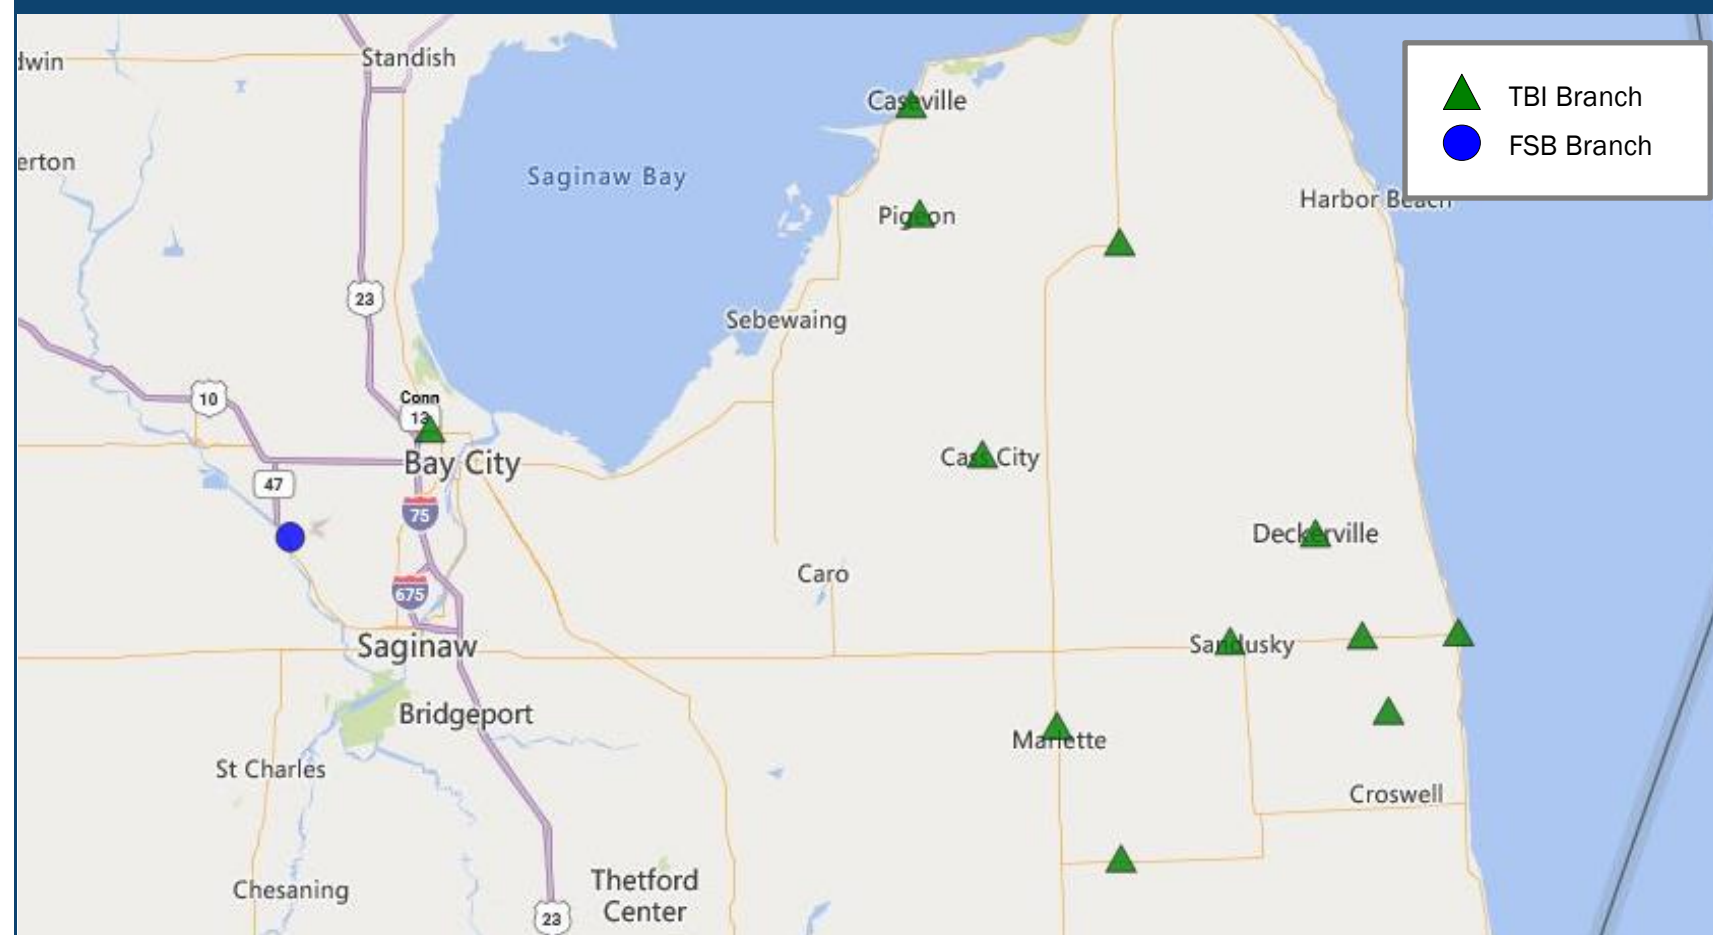 Standish
dwin
TBI Branch
Caseville
FSB Branch
erton
Saginaw Bay
Harbor Beach
Pigeon
23
Sebewaing
10
Conn
13
Cass City
Bay City
47
75
Deckerville
Caro
675
Sandusky
Saginaw
Bridgeport
Marlette
St Charles
Croswell
Chesaning
Thetford
Center
23